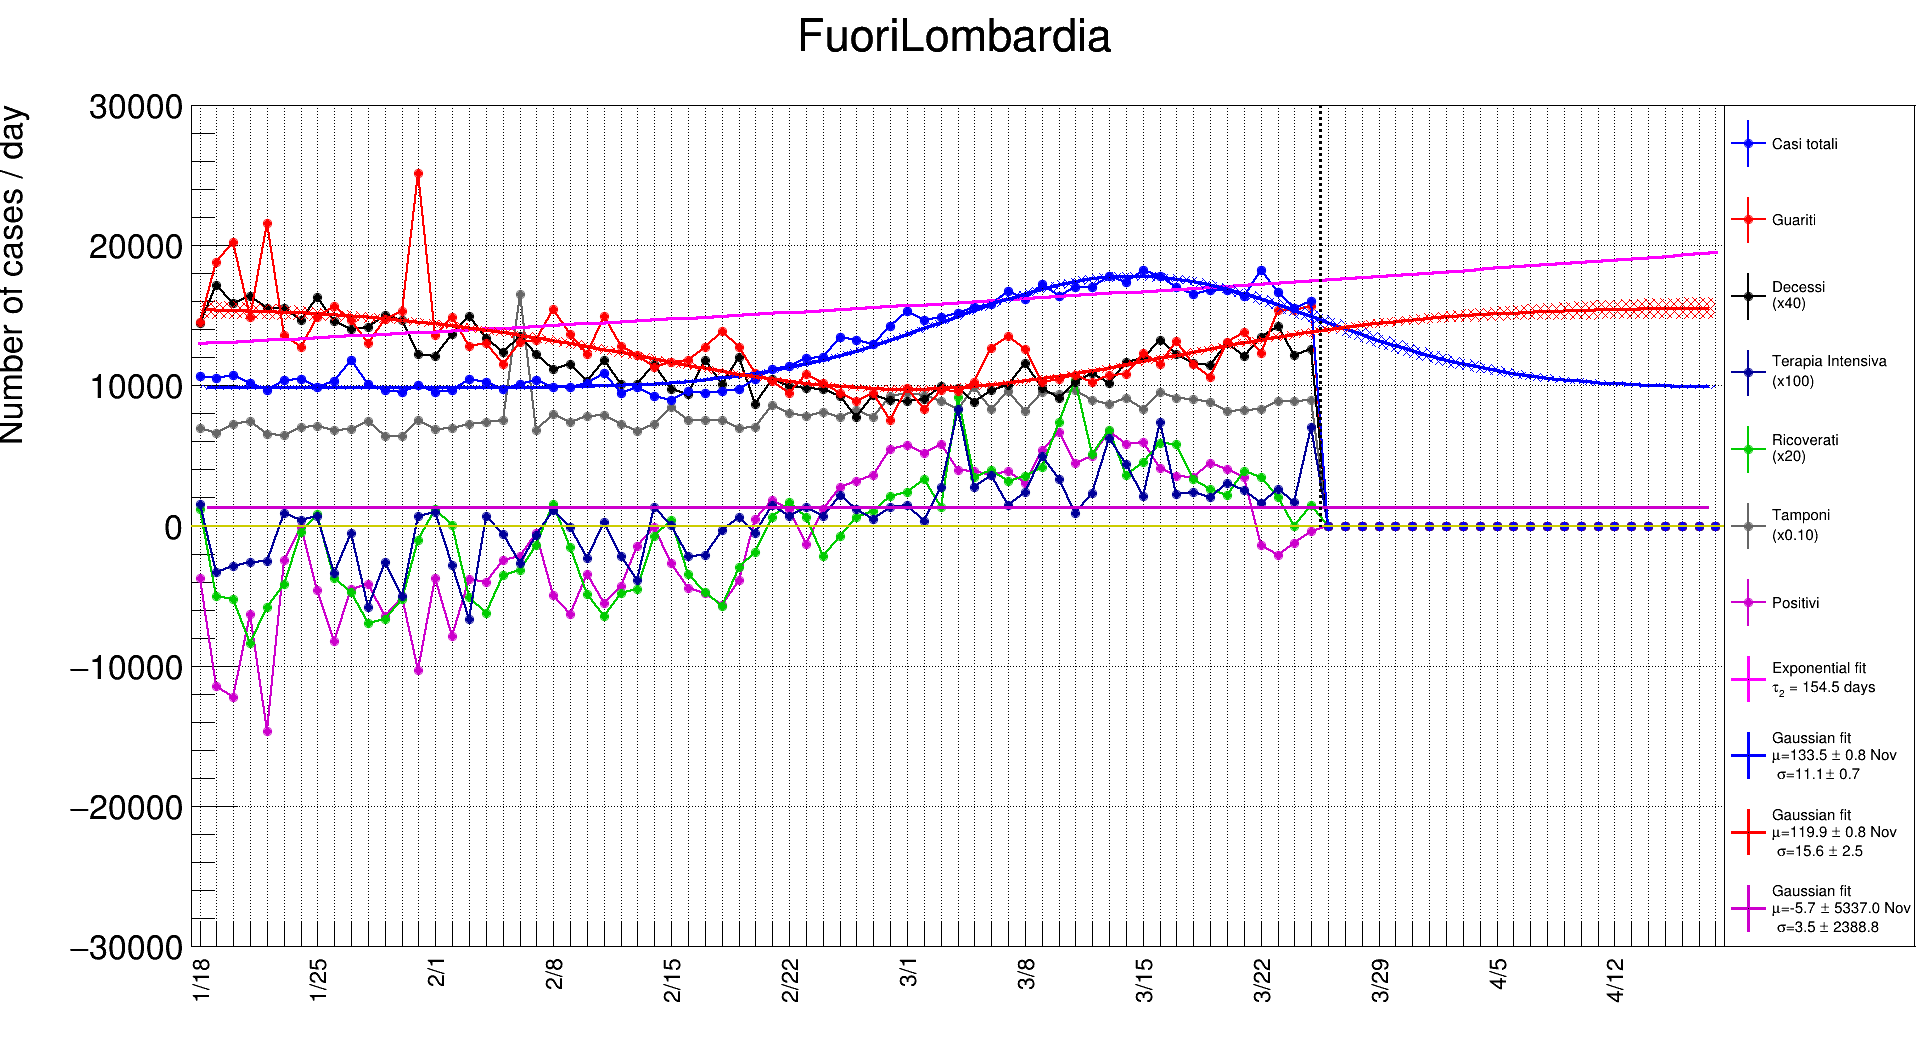 FuoriLombardia
Number of cases / day
30000
20000
10000
0
−10000
−20000
−30000
1/18
1/25
2/1
2/8
2/15
2/22
3/1
3/8
3/15
3/22
3/29
4/5
4/12
Casi totali
Guariti
Decessi
(x40)
Terapia Intensiva
(x100)
Ricoverati
(x20)
Tamponi
(x0.10)
Positivi
Exponential fit
τ2 = 154.5 days
Gaussian fit
μ=133.5 ± 0.8 Nov
σ=11.1 ± 0.7
Gaussian fit
μ=119.9 ± 0.8 Nov
σ=15.6 ± 2.5
Gaussian fit
μ=-5.7 ± 5337.0 Nov
σ=3.5 ± 2388.8